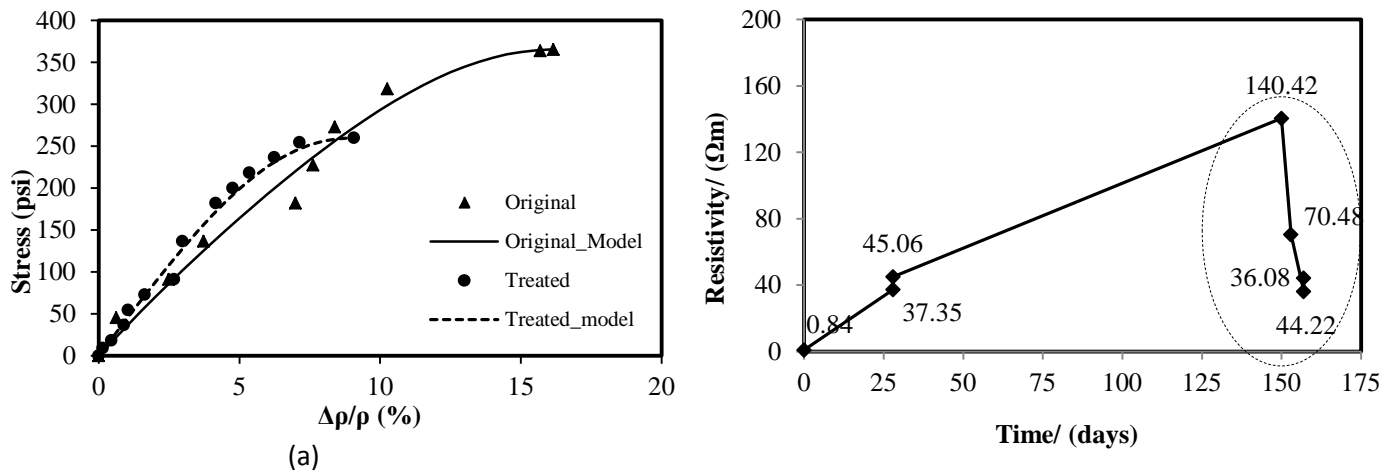 400
350
300
250
200
150
100
50
0
Stress (psi)
Original
Original_Model
Treated
Treated_model
0 5 10 15 20
Δρ/ρ (%)
(a)
200
160
120
80
40
0
Resistivity/ (Ωm)
140.42
70.48
45.06
36.08
37.35
44.22
0.84
0 25 50 75 100 125 150 175
Time/ (days)